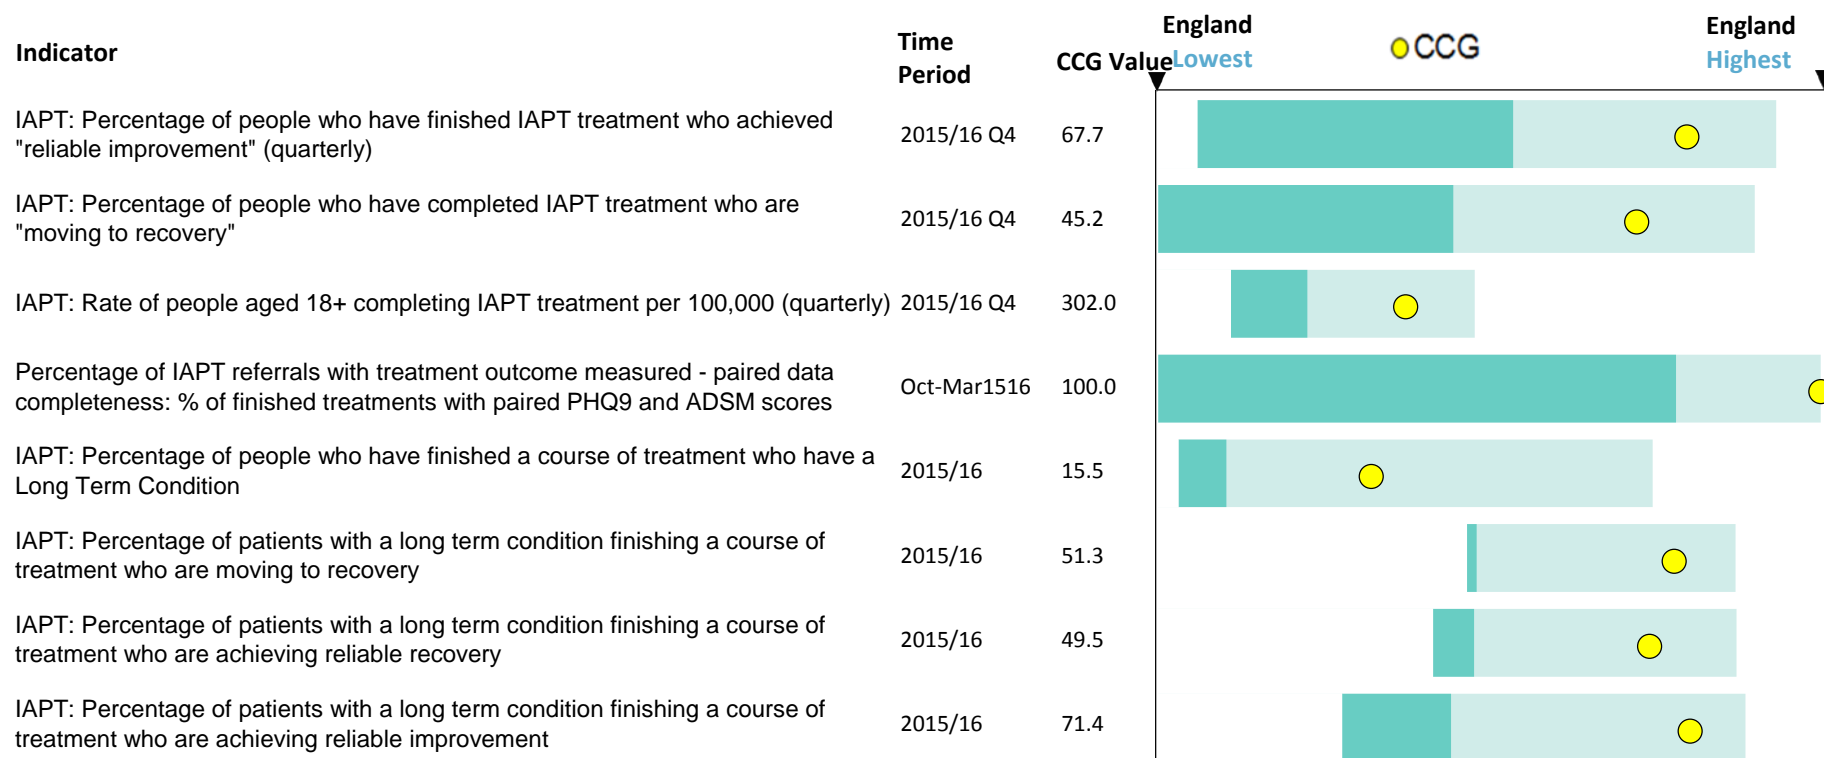 Indicator
Time Period
CCG Value
England Lowest
CCG
England Highest
IAPT: Percentage of people who have finished IAPT treatment who achieved
"reliable improvement" (quarterly)
2015/16 Q4 67.7
IAPT: Percentage of people who have completed IAPT treatment who are
"moving to recovery"
2015/16 Q4 45.2
IAPT: Rate of people aged 18+ completing IAPT treatment per 100,000 (quarterly) 2015/16 Q4 302.0
Percentage of IAPT referrals with treatment outcome measured - paired data
completeness: % of finished treatments with paired PHQ9 and ADSM scores
Oct-Mar1516 100.0
IAPT: Percentage of people who have finished a course of treatment who have a
Long Term Condition
2015/16 15.5
IAPT: Percentage of patients with a long term condition finishing a course of
treatment who are moving to recovery
2015/16 51.3
IAPT: Percentage of patients with a long term condition finishing a course of
treatment who are achieving reliable recovery
2015/16 49.5
IAPT: Percentage of patients with a long term condition finishing a course of
treatment who are achieving reliable improvement
2015/16 71.4